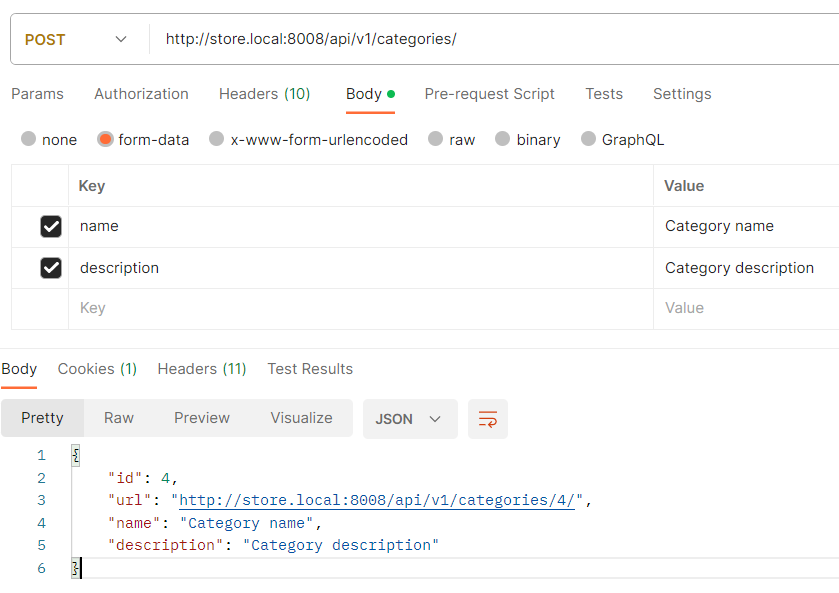 POST http://store.local:8008/api/v1/categories/
Params Authorization Headers (10) Body Pre-request Script Tests Settings
none form-data x-www-form-urlencoded raw binary GraphQL
Key Value
name Category name
description Category description
Key Value
Body Cookies (1) Headers (11) Test Results
Pretty Raw Preview Visualize JSON
1 {
2 "id": 4,
3 "url": "http://store.local:8008/api/v1/categories/4/",
4 "name": "Category name",
5 "description": "Category description"
6 }